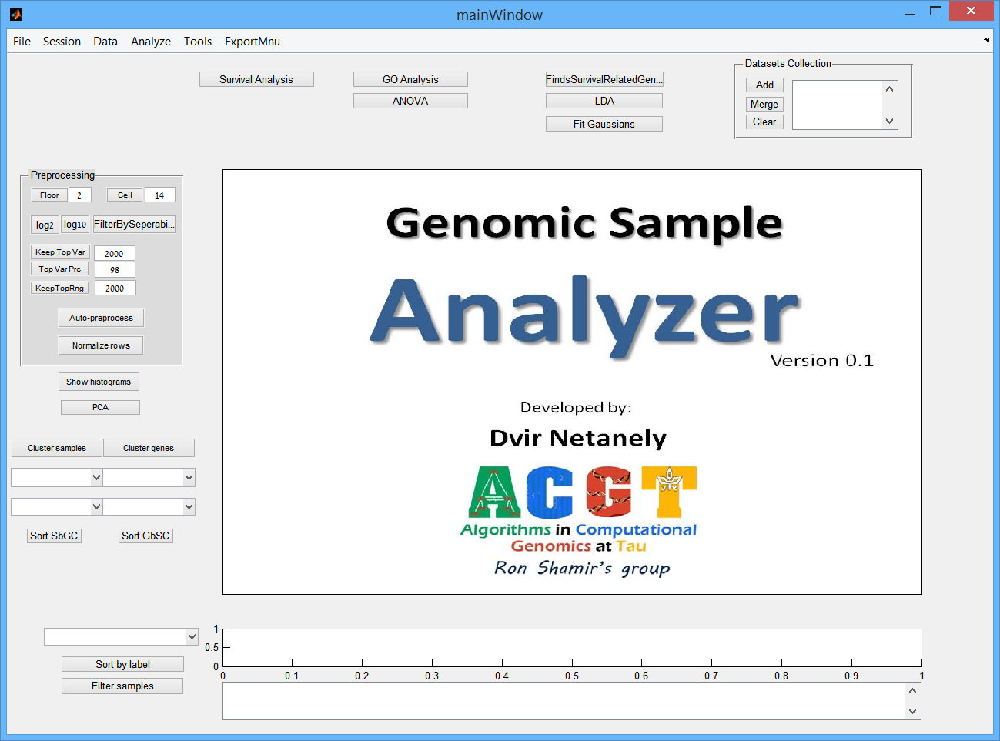 mainWindow
File Session Data Analyze Tools ExportMnu
Datasets Collection
Survival Analysis GO Analysis FindsSurvivalRelatedGen... Add
ANOVA LDA Merge
Fit Gaussians Clear
Preprocessing
Floor 2 Ceil 14
log2 log10 FilterBySeperabi...
Keep Top Var 2000
Top Var Prc 98
KeepTopRng 2000
Auto-preprocess
Normalize rows
Show histograms
PCA
Cluster samples Cluster genes
Sort SbGC Sort GbSC
Genomic Sample
Analyzer
Version 0.1
Developed by:
Dvir Netanely
ACGT
Algorithms in Computational
Genomics at Tau
Ron Shamir's group
Sort by label
Filter samples
1
0.5
0
0 0.1 0.2 0.3 0.4 0.5 0.6 0.7 0.8 0.9 1